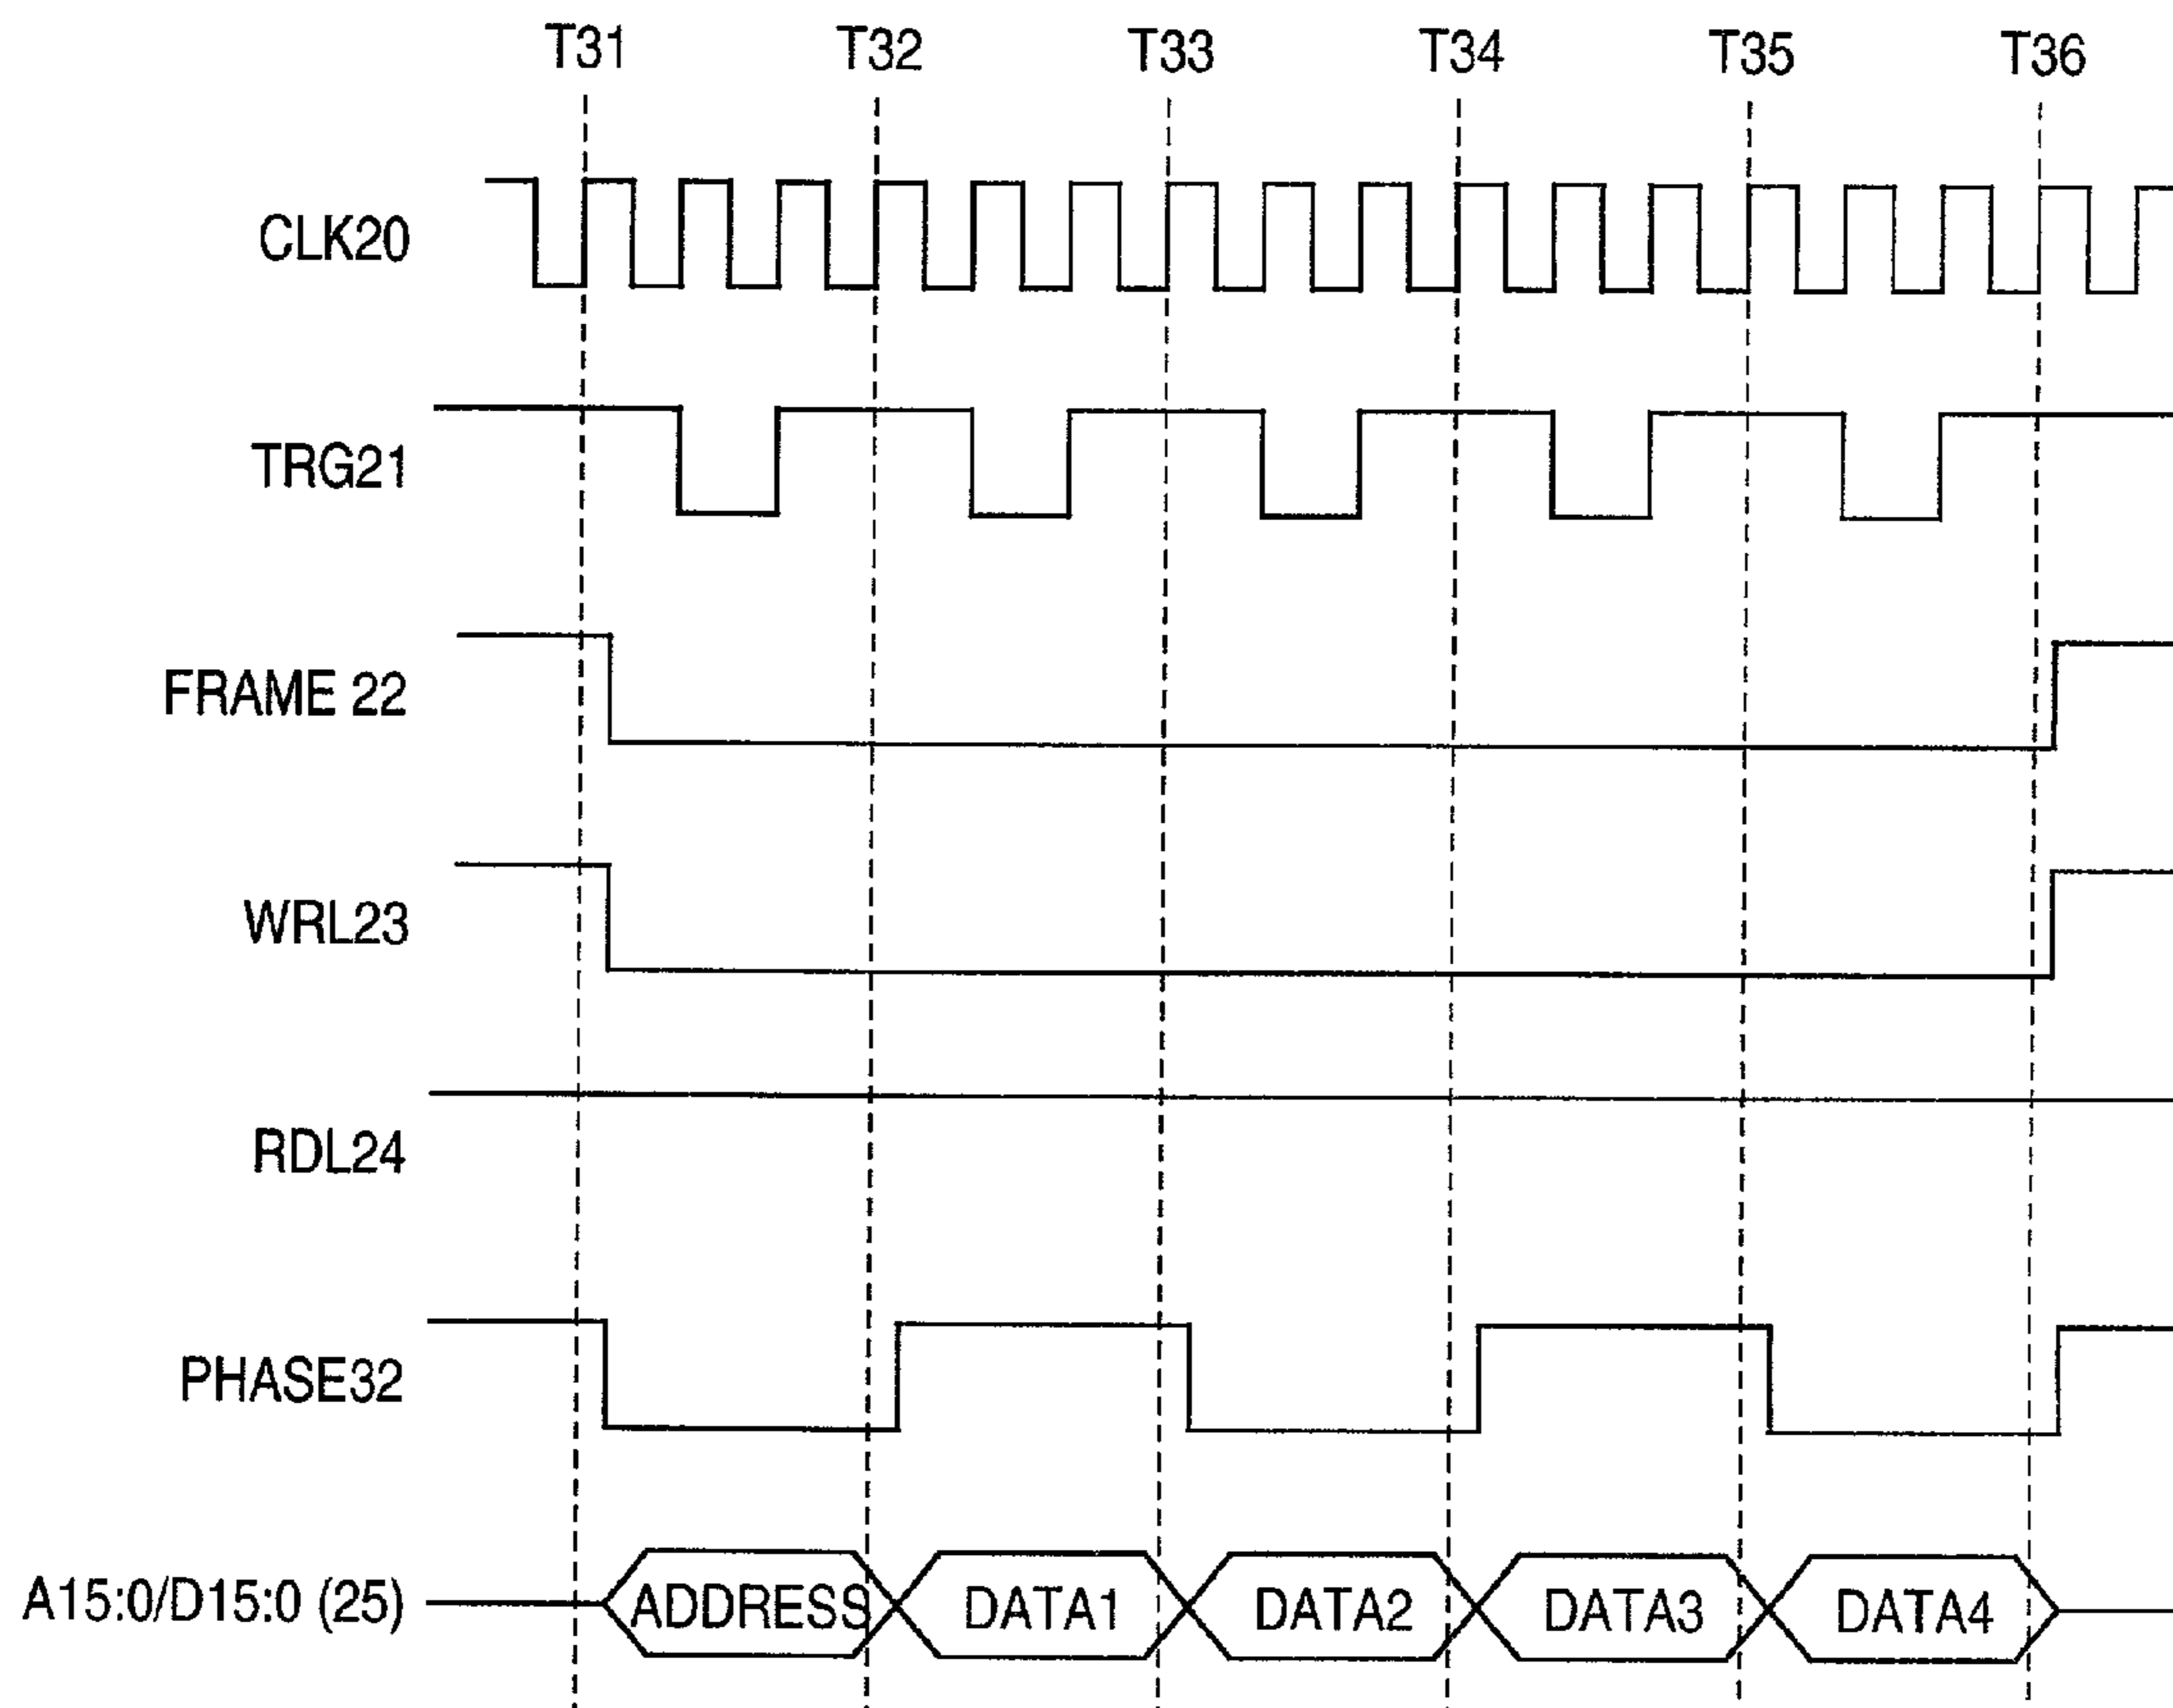 T31 T32 T33 T34 T35 T36
CLK20
TRG21
FRAME 22
WRL23
RDL24
PHASE32
A15:0/D15:0 (25) ADDRESS DATA1 DATA2 DATA3 DATA4